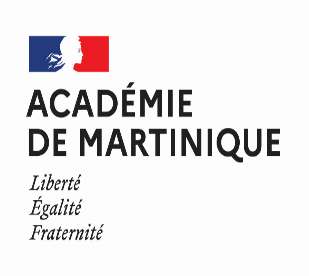 ACADÉMIE
DE MARTINIQUE
Liberté
Égalité
Fraternité